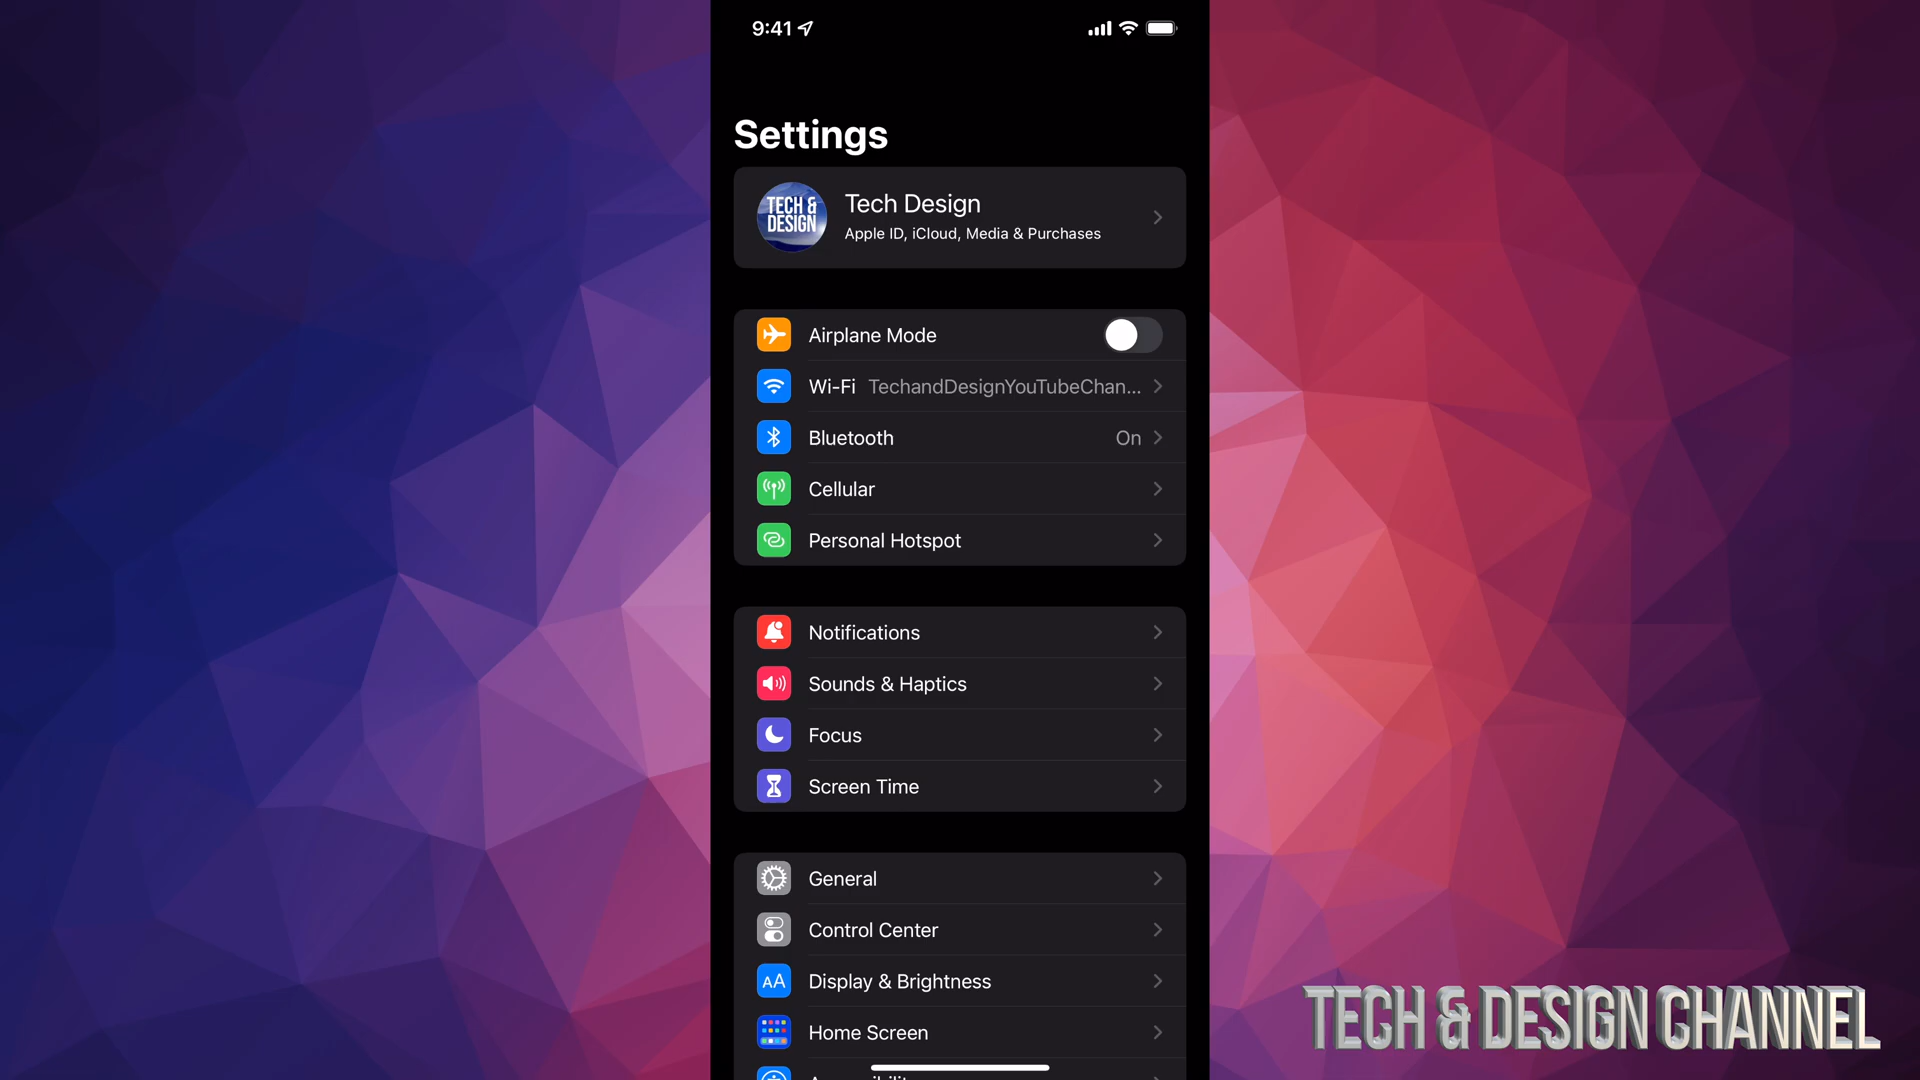 9:41
Settings
TECH &
DESIGN
Tech Design
Apple ID, iCloud, Media & Purchases
Airplane Mode
Wi-Fi TechandDesignYouTubeChan...
Bluetooth On
Cellular
Personal Hotspot
Notifications
Sounds & Haptics
Focus
Screen Time
General
Control Center
AA Display & Brightness
Home Screen
TECH & DESIGN CHANNEL